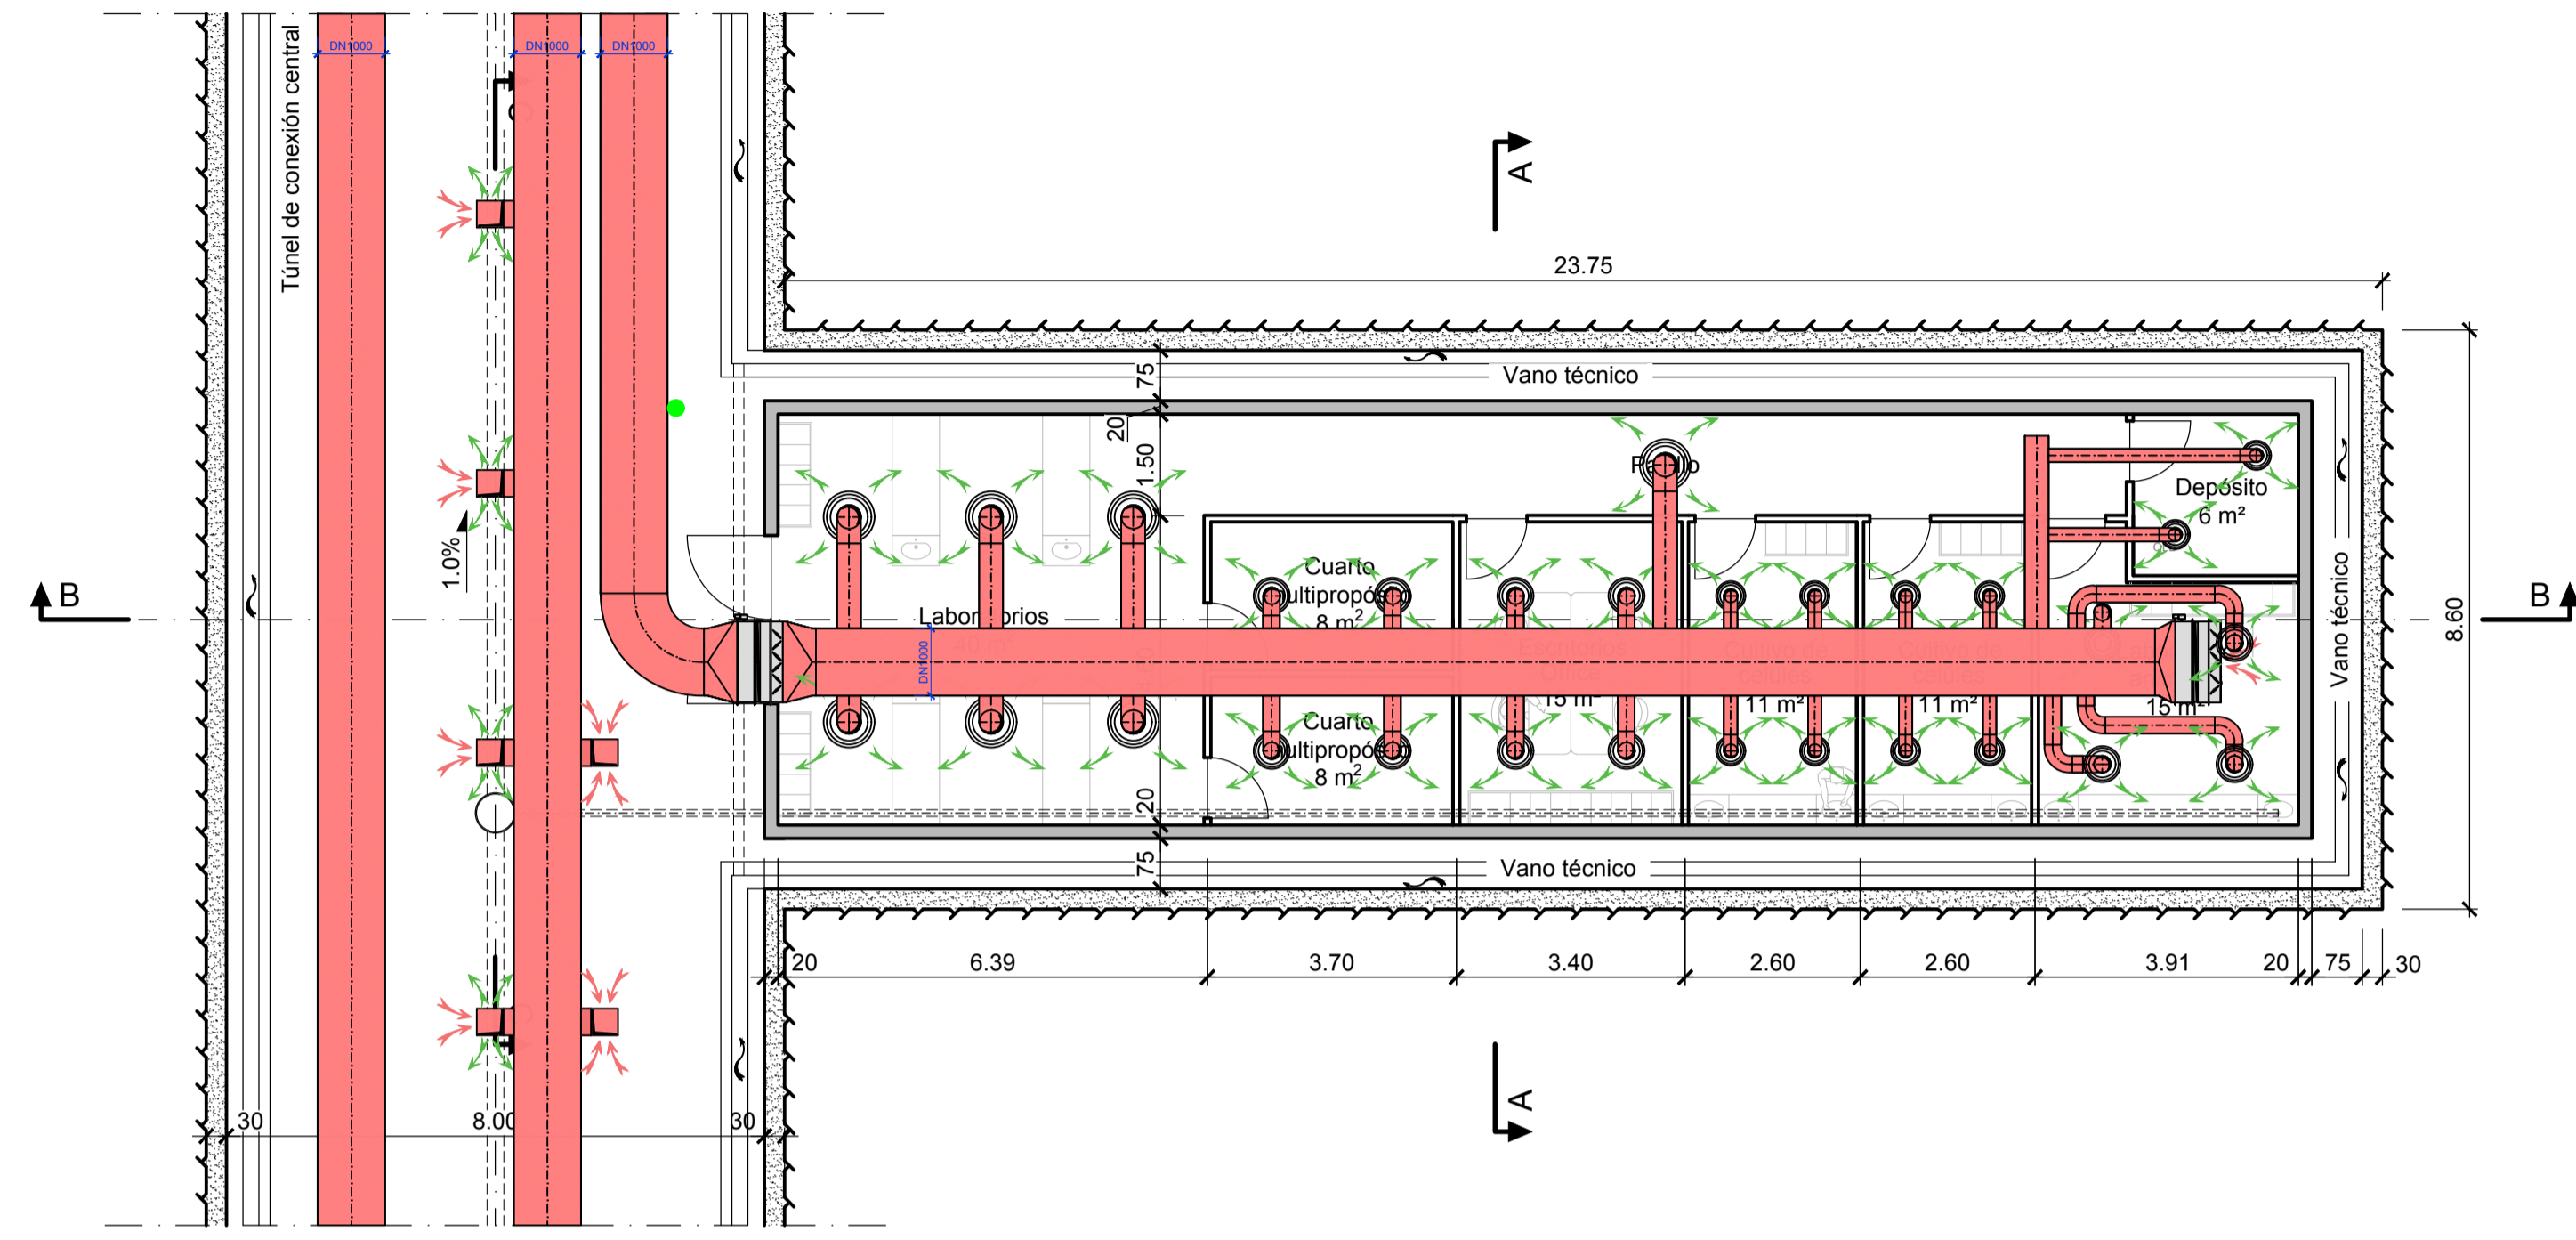 Túnel de conexión central
DN1000
DN1000
DN1000
A
23.75
Vano técnico
75
20
1.50
Depósito
6 m²
Cuarto
8 m²
1.0%
B
B
Laboratorios
DN1000
8.60
Vano técnico
15 m²
11 m²
11 m²
15 m²
Cuarto
8 m²
20
75
Vano técnico
20
6.39
3.70
3.40
2.60
2.60
3.91
20
75
30
A
30
8.00
30